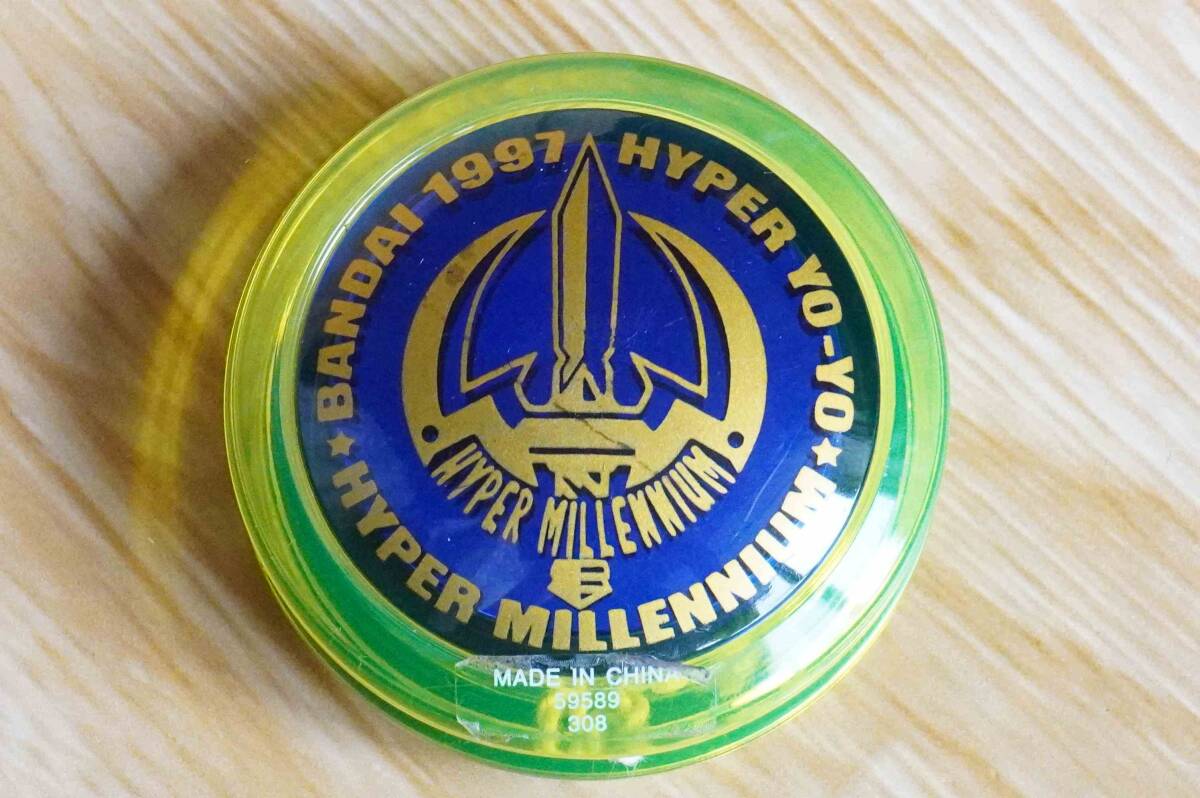 BANDAI 1997 HYPER YO-YO
★ HYPER MILLENNIUM ★
HYPER MILLENNIUM
B
MADE IN CHINA
59589
308